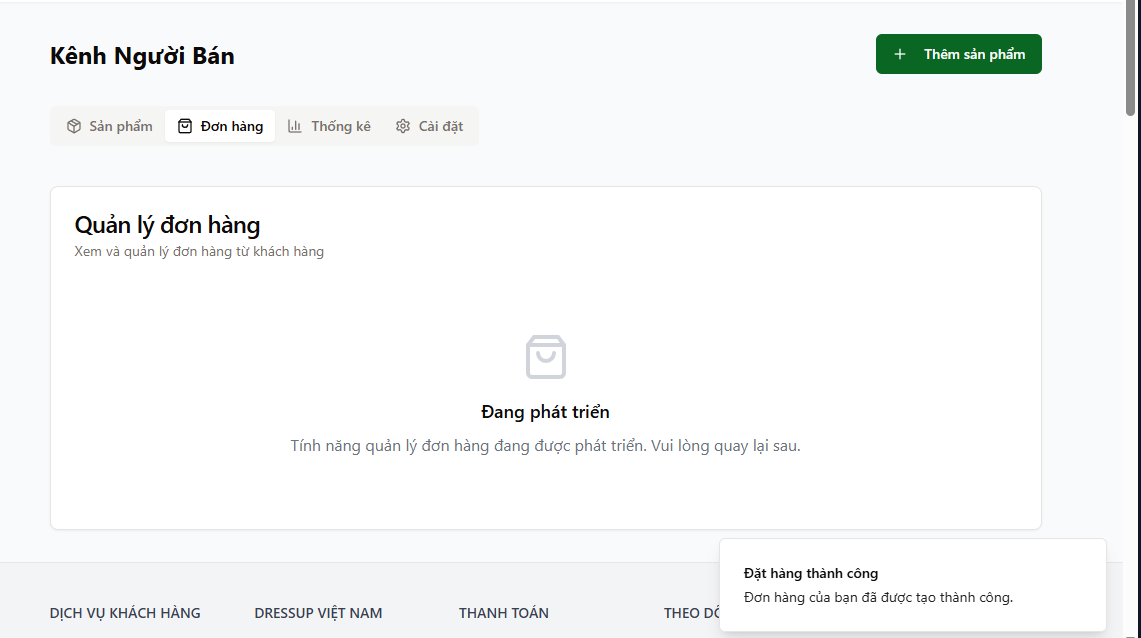 Kênh Người Bán
Thêm sản phẩm
Sản phẩm
Đơn hàng
Thống kê
Cài đặt
Quản lý đơn hàng
Xem và quản lý đơn hàng từ khách hàng
Đang phát triển
Tính năng quản lý đơn hàng đang được phát triển. Vui lòng quay lại sau.
Đặt hàng thành công
Đơn hàng của bạn đã được tạo thành công.
DỊCH VỤ KHÁCH HÀNG
DRESSUP VIỆT NAM
THANH TOÁN
THEO